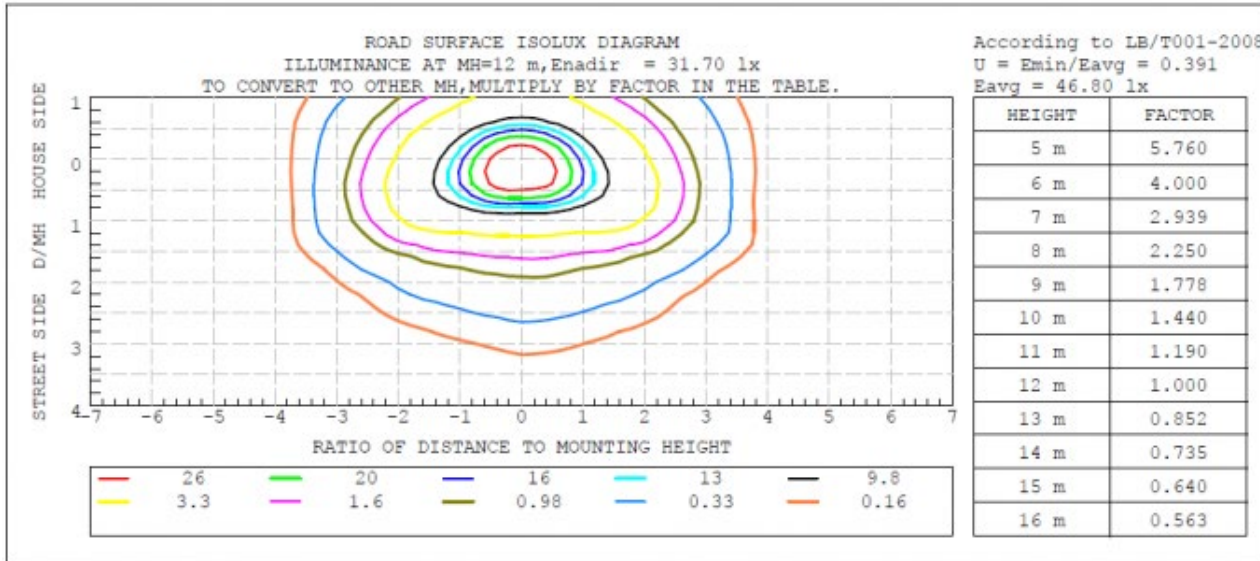 ROAD SURFACE ISOLUX DIAGRAM
ILLUMINANCE AT MH=12 m,Enadir = 31.70 lx
TO CONVERT TO OTHER MH,MULTIPLY BY FACTOR IN THE TABLE.
STREET SIDE D/MH HOUSE SIDE
1
0
1
2
3
4
-7 -6 -5 -4 -3 -2 -1 0 1 2 3 4 5 6 7
RATIO OF DISTANCE TO MOUNTING HEIGHT
26 20 16 13 9.8
3.3 1.6 0.98 0.33 0.16
According to LB/T001-2008
U = Emin/Eavg = 0.391
Eavg = 46.80 lx
HEIGHT FACTOR
5 m 5.760
6 m 4.000
7 m 2.939
8 m 2.250
9 m 1.778
10 m 1.440
11 m 1.190
12 m 1.000
13 m 0.852
14 m 0.735
15 m 0.640
16 m 0.563